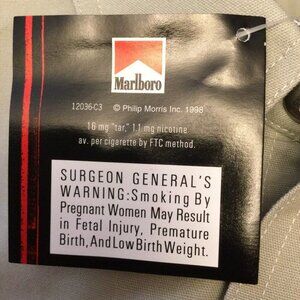 Marlboro
12036-C3 © Philip Morris Inc. 1998
16 mg "tar," 1.1 mg nicotine
av. per cigarette by FTC method.
SURGEON GENERAL'S
WARNING: Smoking By
Pregnant Women May Result
in Fetal Injury, Premature
Birth, And Low Birth Weight.